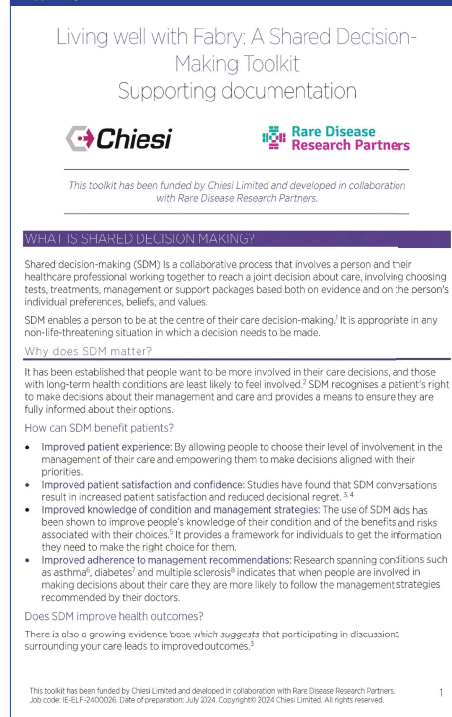 Living well with Fabry: A Shared Decision-
Making Toolkit
Supporting documentation
Chiesi
Rare Disease
Research Partners
This toolkit has been funded by Chiesi Limited and developed in collaboration
with Rare Disease Research Partners.
WHAT IS SHARED DECISION MAKING?
Shared decision-making (SDM) Is a collaborative process that involves a person and their
healthcare professional working together to reach a joint decision about care, involving choosing
tests, treatments, management or support packages based both on evidence and on the person's
individual preferences, beliefs, and values.
SDM enables a person to be at the centre of their care decision-making.¹ It is appropriate in any
non-life-threatening situation in which a decision needs to be made.
Why does SDM matter?
It has been established that people want to be more involved in their care decisions, and those
with long-term health conditions are least likely to feel involved.² SDM recognises a patient's right
to make decisions about their management and care and provides a means to ensure they are
fully informed about their options.
How can SDM benefit patients?
• Improved patient experience: By allowing people to choose their level of involvement in the
management of their care and empowering them to make decisions aligned with their
priorities.
• Improved patient satisfaction and confidence: Studies have found that SDM conversations
result in increased patient satisfaction and reduced decisional regret. ³, ⁴
• Improved knowledge of condition and management strategies: The use of SDM aids has
been shown to improve people's knowledge of their condition and of the benefits and risks
associated with their choices.⁵ It provides a framework for individuals to get the information
they need to make the right choice for them.
• Improved adherence to management recommendations: Research spanning conditions such
as asthma⁶, diabetes⁷ and multiple sclerosis⁸ indicates that when people are involved in
making decisions about their care they are more likely to follow the management strategies
recommended by their doctors.
Does SDM improve health outcomes?
There is also a growing evidence base which suggests that participating in discussions
surrounding your care leads to improved outcomes.³
This toolkit has been funded by Chiesi Limited and developed in collaboration with Rare Disease Research Partners.
Job code: IE-ELF-2400026. Date of preparation: July 2024. Copyright© 2024 Chiesi Limited. All rights reserved.
1